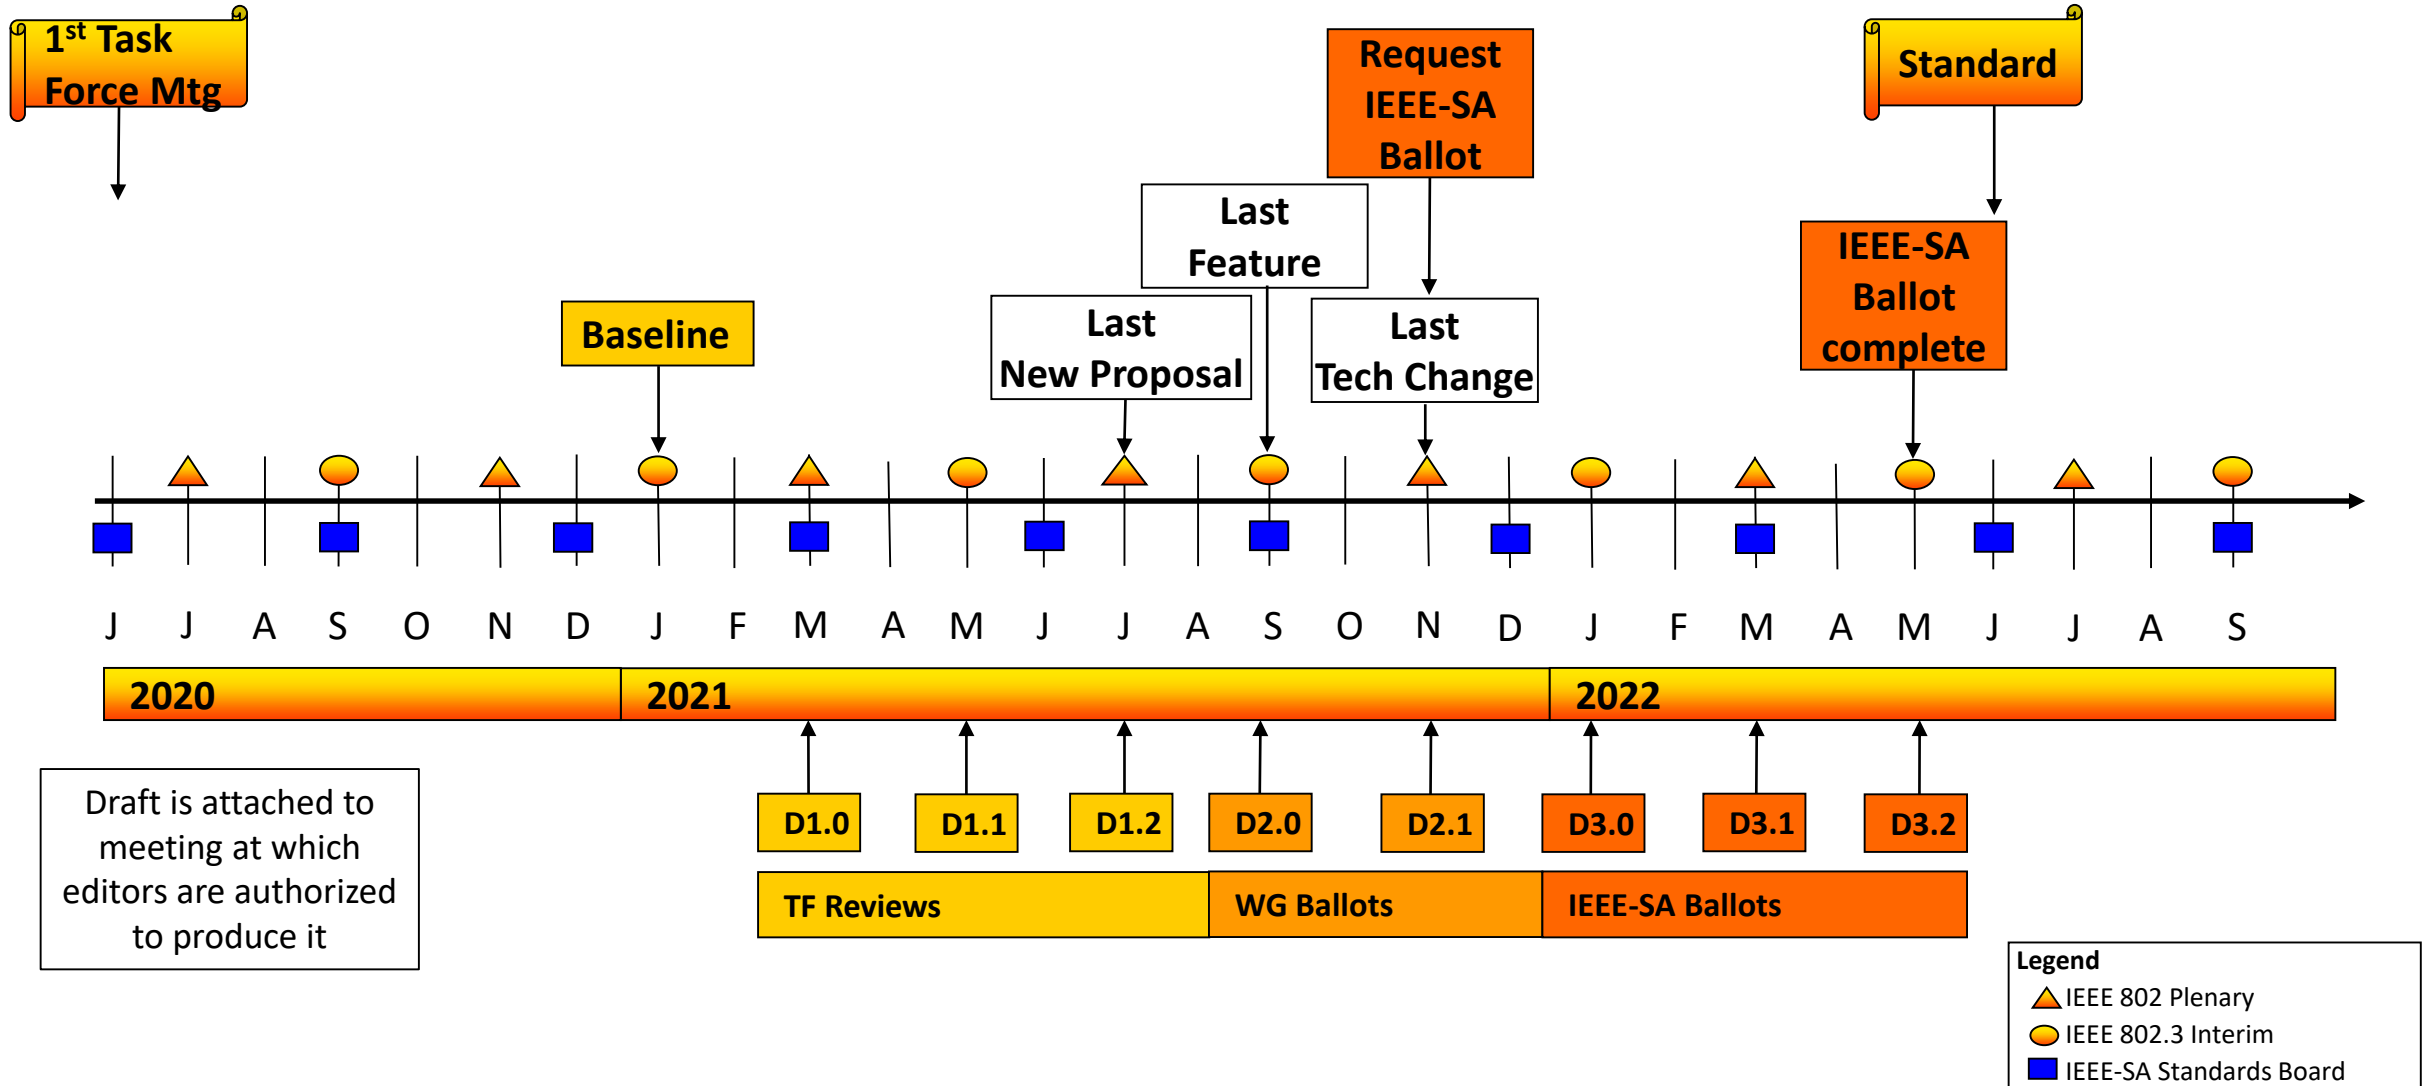 1st Task
Force Mtg
Request
IEEE-SA
Ballot
Standard
Last
Feature
IEEE-SA
Ballot
complete
Baseline
Last
New Proposal
Last
Tech Change
J J A S O N D J F M A M J J A S O N D J F M A M J J A S
2020 2021 2022
Draft is attached to
meeting at which
editors are authorized
to produce it
D1.0 D1.1 D1.2 D2.0 D2.1 D3.0 D3.1 D3.2
TF Reviews WG Ballots IEEE-SA Ballots
Legend
IEEE 802 Plenary
IEEE 802.3 Interim
IEEE-SA Standards Board